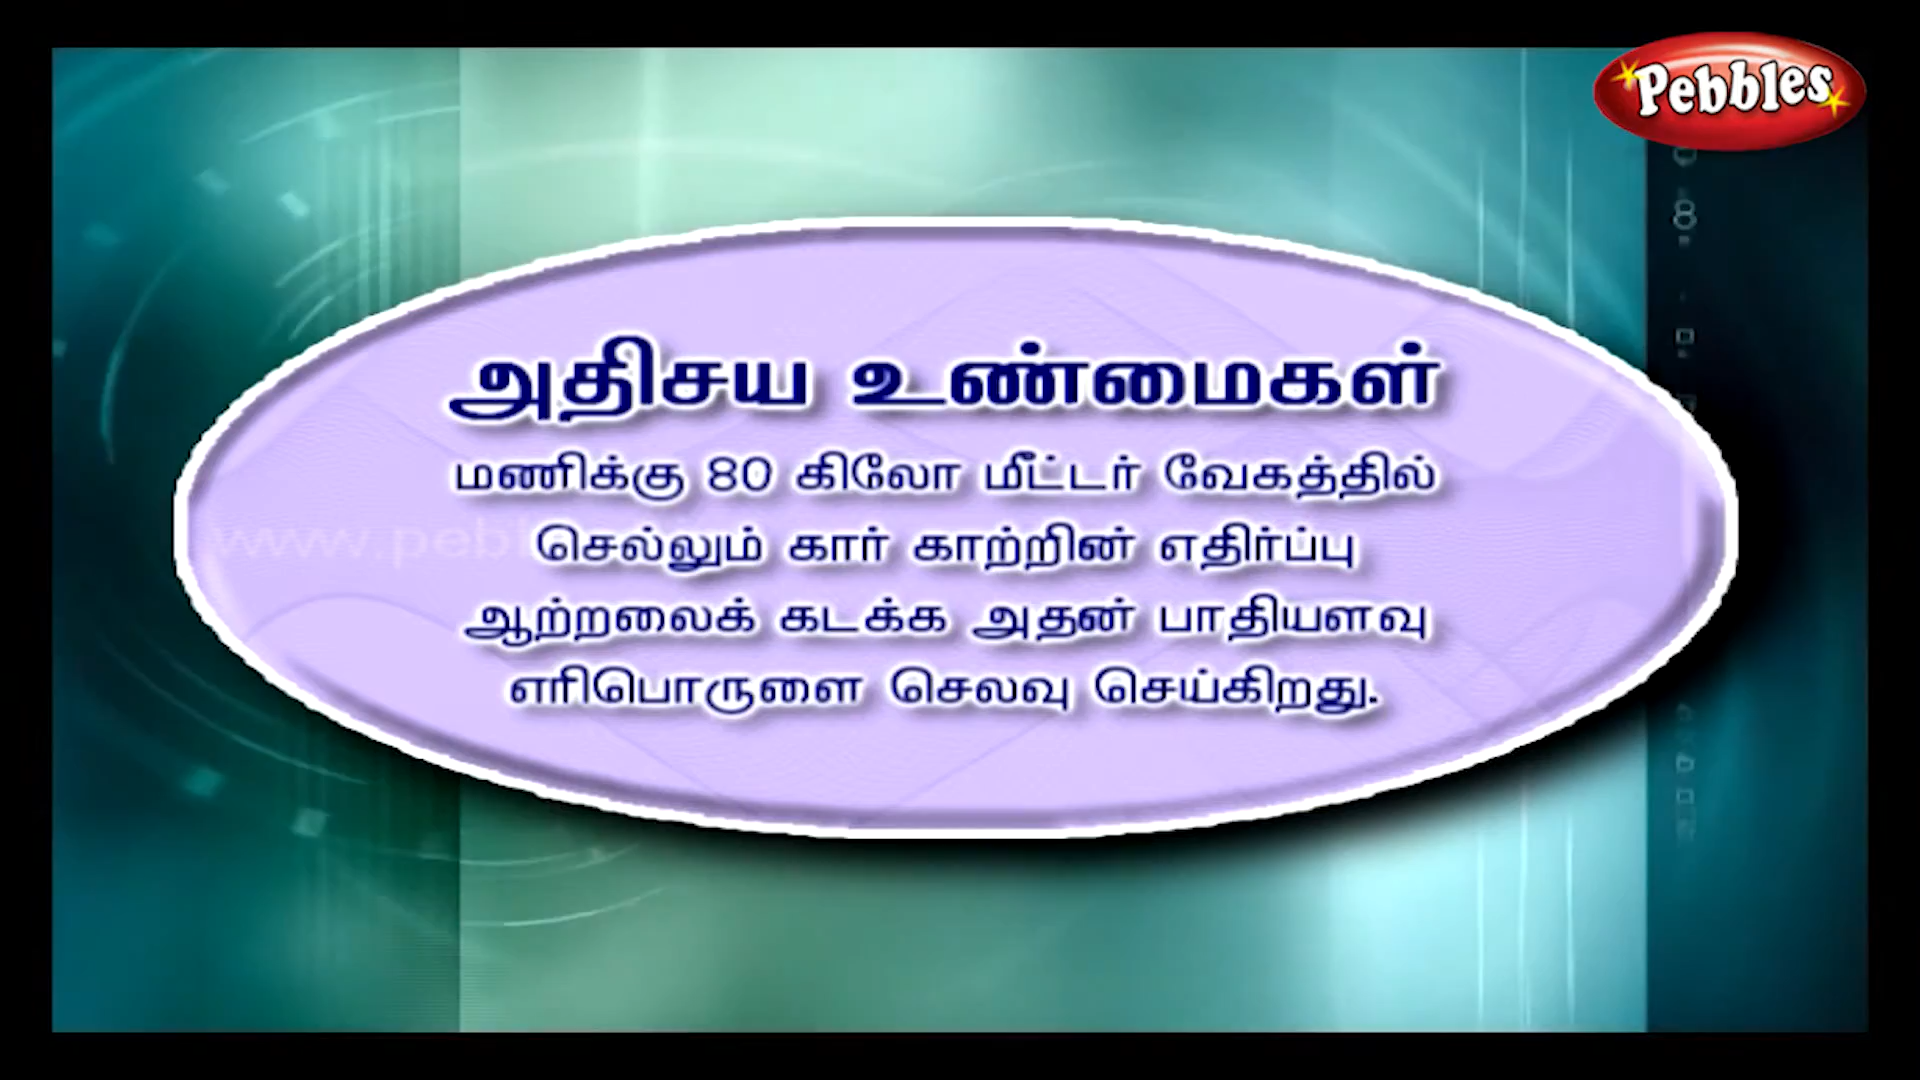 Pebbles
அதிசய உண்மைகள்
மணிக்கு 80 கிலோ மீட்டர் வேகத்தில்
செல்லும் கார் காற்றின் எதிர்ப்பு
ஆற்றலைக் கடக்க அதன் பாதியளவு
எரிபொருளை செலவு செய்கிறது.